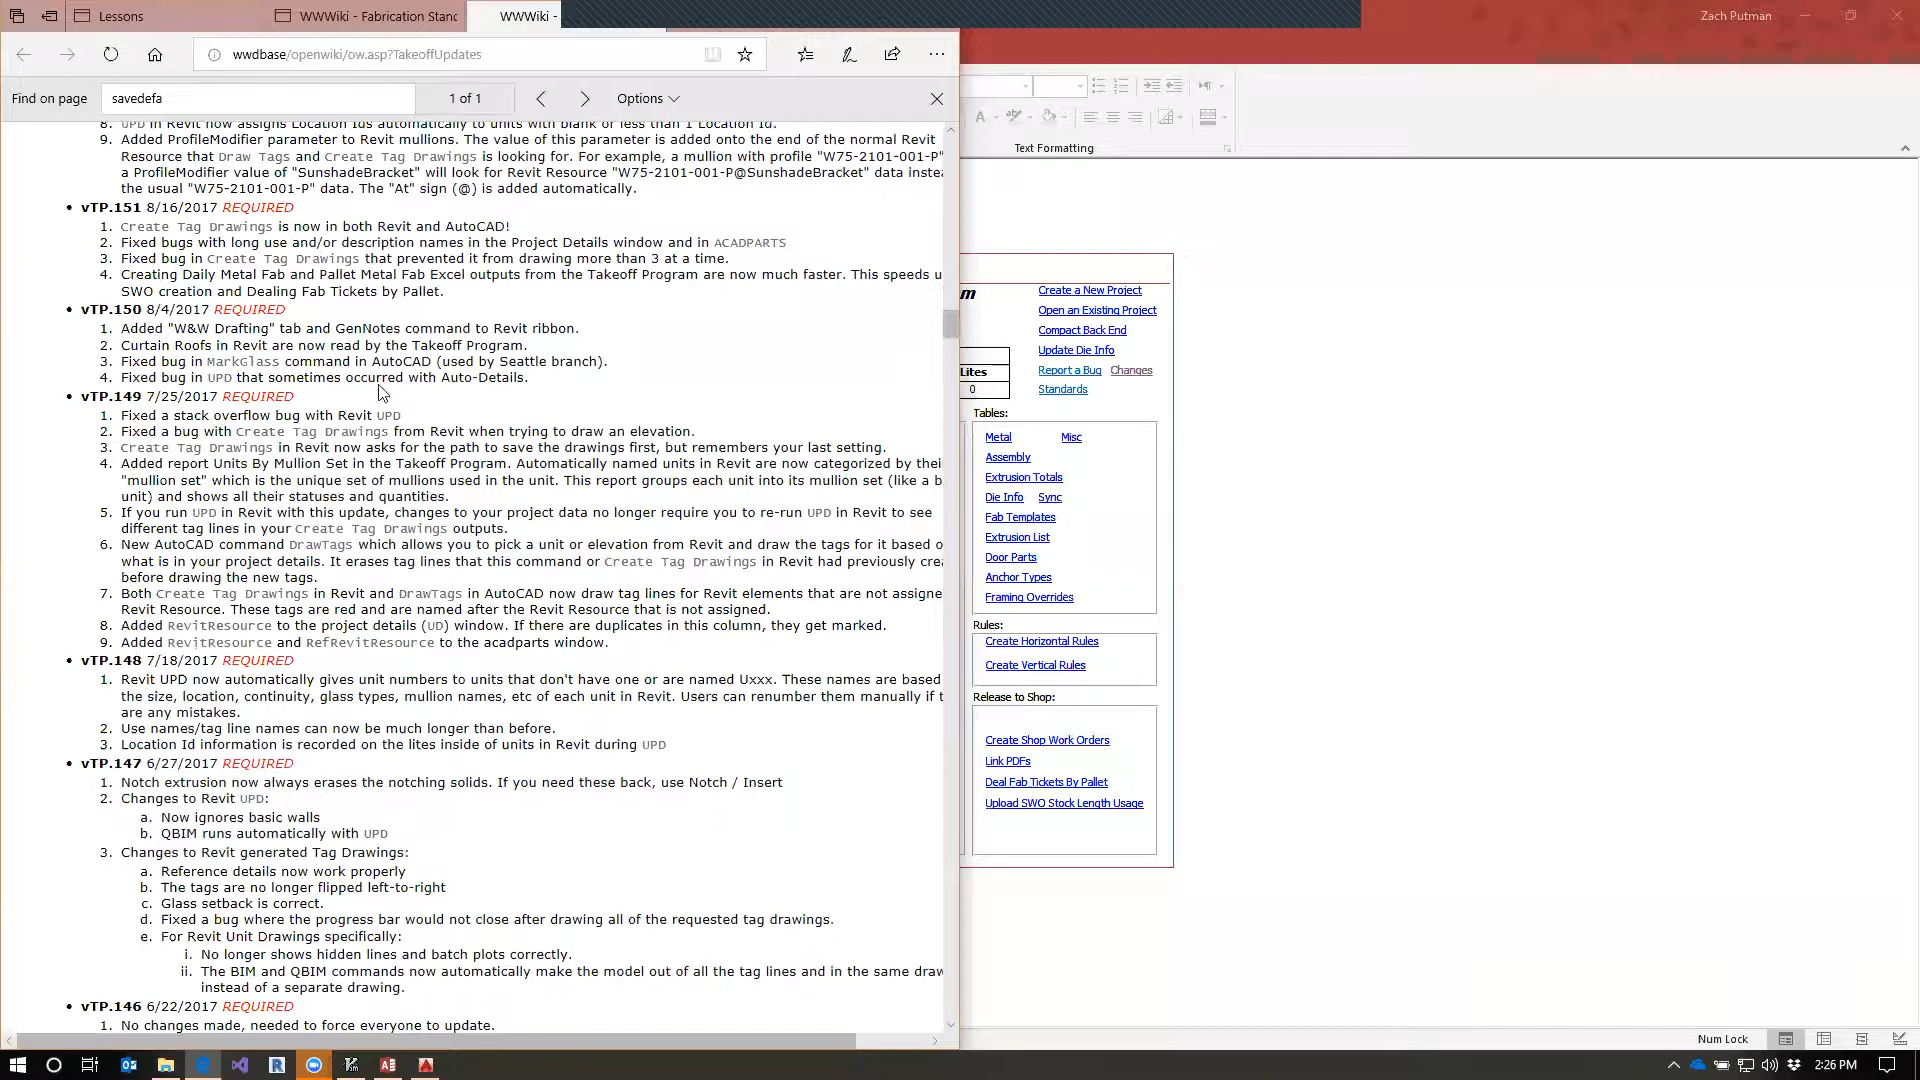 Lessons
WWWiki - Fabrication Stanc
WWWiki -
Zach Putman
wwdbase/openwiki/ow.asp?TakeoffUpdates
Find on page
savedefa
1 of 1
Options
8. UPD in Revit now assigns Location Ids automatically to units with blank or less than 1 Location Id.
9. Added ProfileModifier parameter to Revit mullions. The value of this parameter is added onto the end of the normal Revit
Resource that Draw Tags and Create Tag Drawings is looking for. For example, a mullion with profile "W75-2101-001-P"
a ProfileModifier value of "SunshadeBracket" will look for Revit Resource "W75-2101-001-P@SunshadeBracket" data inste
the usual "W75-2101-001-P" data. The "At" sign (@) is added automatically.
• vTP.151 8/16/2017 REQUIRED
1. Create Tag Drawings is now in both Revit and AutoCAD!
2. Fixed bugs with long use and/or description names in the Project Details window and in ACADPARTS
3. Fixed bug in Create Tag Drawings that prevented it from drawing more than 3 at a time.
4. Creating Daily Metal Fab and Pallet Metal Fab Excel outputs from the Takeoff Program are now much faster. This speeds u
SWO creation and Dealing Fab Tickets by Pallet.
• vTP.150 8/4/2017 REQUIRED
1. Added "W&W Drafting" tab and GenNotes command to Revit ribbon.
2. Curtain Roofs in Revit are now read by the Takeoff Program.
3. Fixed bug in MarkGlass command in AutoCAD (used by Seattle branch).
4. Fixed bug in UPD that sometimes occurred with Auto-Details.
• vTP.149 7/25/2017 REQUIRED
1. Fixed a stack overflow bug with Revit UPD
2. Fixed a bug with Create Tag Drawings from Revit when trying to draw an elevation.
3. Create Tag Drawings in Revit now asks for the path to save the drawings first, but remembers your last setting.
4. Added report Units By Mullion Set in the Takeoff Program. Automatically named units in Revit are now categorized by thei
"mullion set" which is the unique set of mullions used in the unit. This report groups each unit into its mullion set (like a b
unit) and shows all their statuses and quantities.
5. If you run UPD in Revit with this update, changes to your project data no longer require you to re-run UPD in Revit to see
different tag lines in your Create Tag Drawings outputs.
6. New AutoCAD command DrawTags which allows you to pick a unit or elevation from Revit and draw the tags for it based o
what is in your project details. It erases tag lines that this command or Create Tag Drawings in Revit had previously crea
before drawing the new tags.
7. Both Create Tag Drawings in Revit and DrawTags in AutoCAD now draw tag lines for Revit elements that are not assigne
Revit Resource. These tags are red and are named after the Revit Resource that is not assigned.
8. Added RevitResource to the project details (UD) window. If there are duplicates in this column, they get marked.
9. Added RevitResource and RefRevitResource to the acadparts window.
• vTP.148 7/18/2017 REQUIRED
1. Revit UPD now automatically gives unit numbers to units that don't have one or are named Uxxx. These names are based
the size, location, continuity, glass types, mullion names, etc of each unit in Revit. Users can renumber them manually if t
are any mistakes.
2. Use names/tag line names can now be much longer than before.
3. Location Id information is recorded on the lites inside of units in Revit during UPD
• vTP.147 6/27/2017 REQUIRED
1. Notch extrusion now always erases the notching solids. If you need these back, use Notch / Insert
2. Changes to Revit UPD:
a. Now ignores basic walls
b. QBIM runs automatically with UPD
3. Changes to Revit generated Tag Drawings:
a. Reference details now work properly
b. The tags are no longer flipped left-to-right
c. Glass setback is correct.
d. Fixed a bug where the progress bar would not close after drawing all of the requested tag drawings.
e. For Revit Unit Drawings specifically:
i. No longer shows hidden lines and batch plots correctly.
ii. The BIM and QBIM commands now automatically make the model out of all the tag lines and in the same draw
instead of a separate drawing.
• vTP.146 6/22/2017 REQUIRED
1. No changes made, needed to force everyone to update.
Text Formatting
m
Create a New Project
Open an Existing Project
Compact Back End
Update Die Info
Report a Bug Changes
Standards
Lites
0
Tables:
Metal Misc
Assembly
Extrusion Totals
Die Info Sync
Fab Templates
Extrusion List
Door Parts
Anchor Types
Framing Overrides
Rules:
Create Horizontal Rules
Create Vertical Rules
Release to Shop:
Create Shop Work Orders
Link PDFs
Deal Fab Tickets By Pallet
Upload SWO Stock Length Usage
Num Lock
2:26 PM